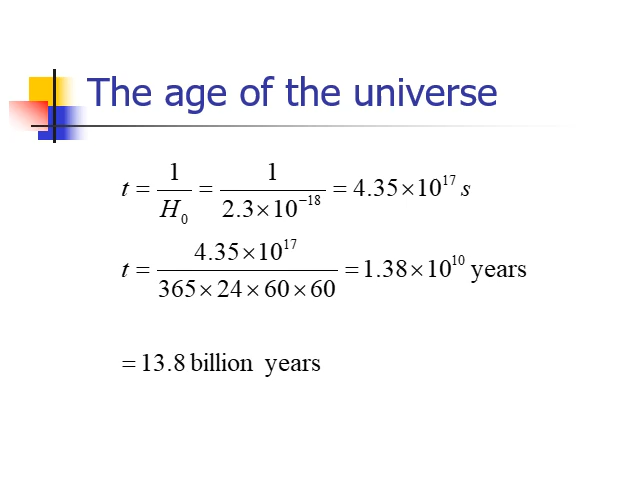 The age of the universe
t = 1/H₀ = 1/(2.3×10⁻¹⁸) = 4.35×10¹⁷ s
t = 4.35×10¹⁷/(365×24×60×60) = 1.38×10¹⁰ years
= 13.8 billion years